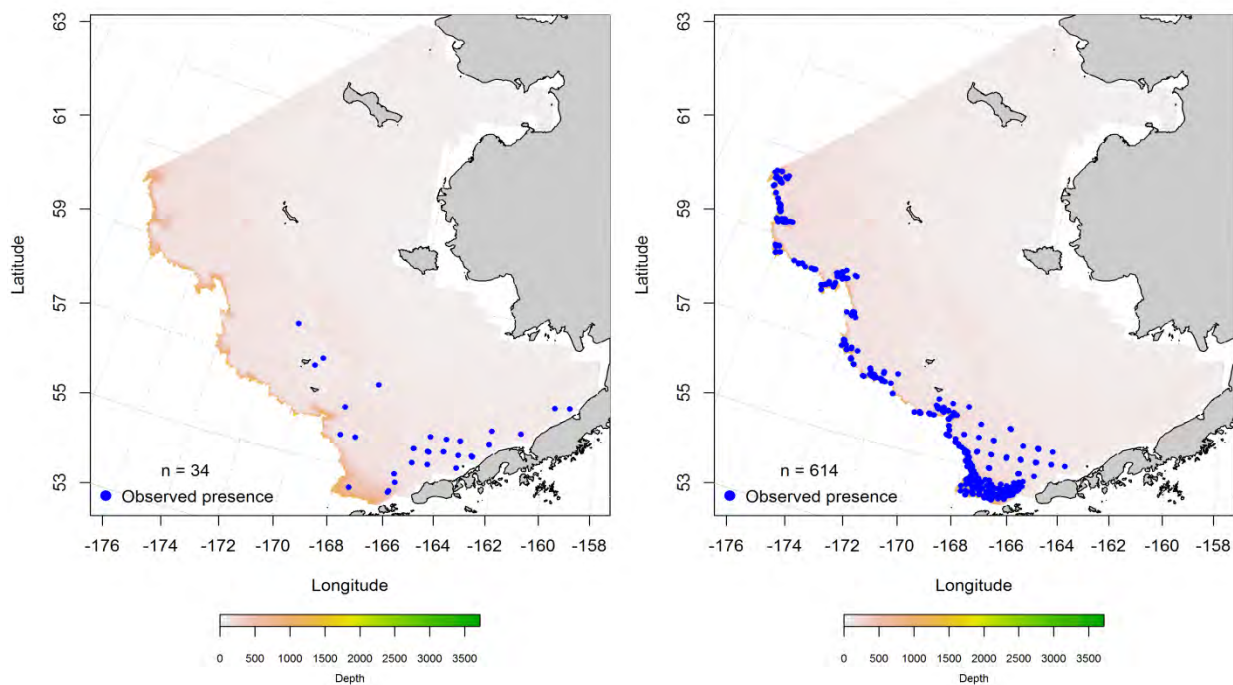 63
61
59
57
55
53
Latitude
n = 34
Observed presence
-176 -174 -172 -170 -168 -166 -164 -162 -160 -158
Longitude
0 500 1000 1500 2000 2500 3000 3500
Depth
63
61
59
57
55
53
Latitude
n = 614
Observed presence
-176 -174 -172 -170 -168 -166 -164 -162 -160 -158
Longitude
0 500 1000 1500 2000 2500 3000 3500
Depth